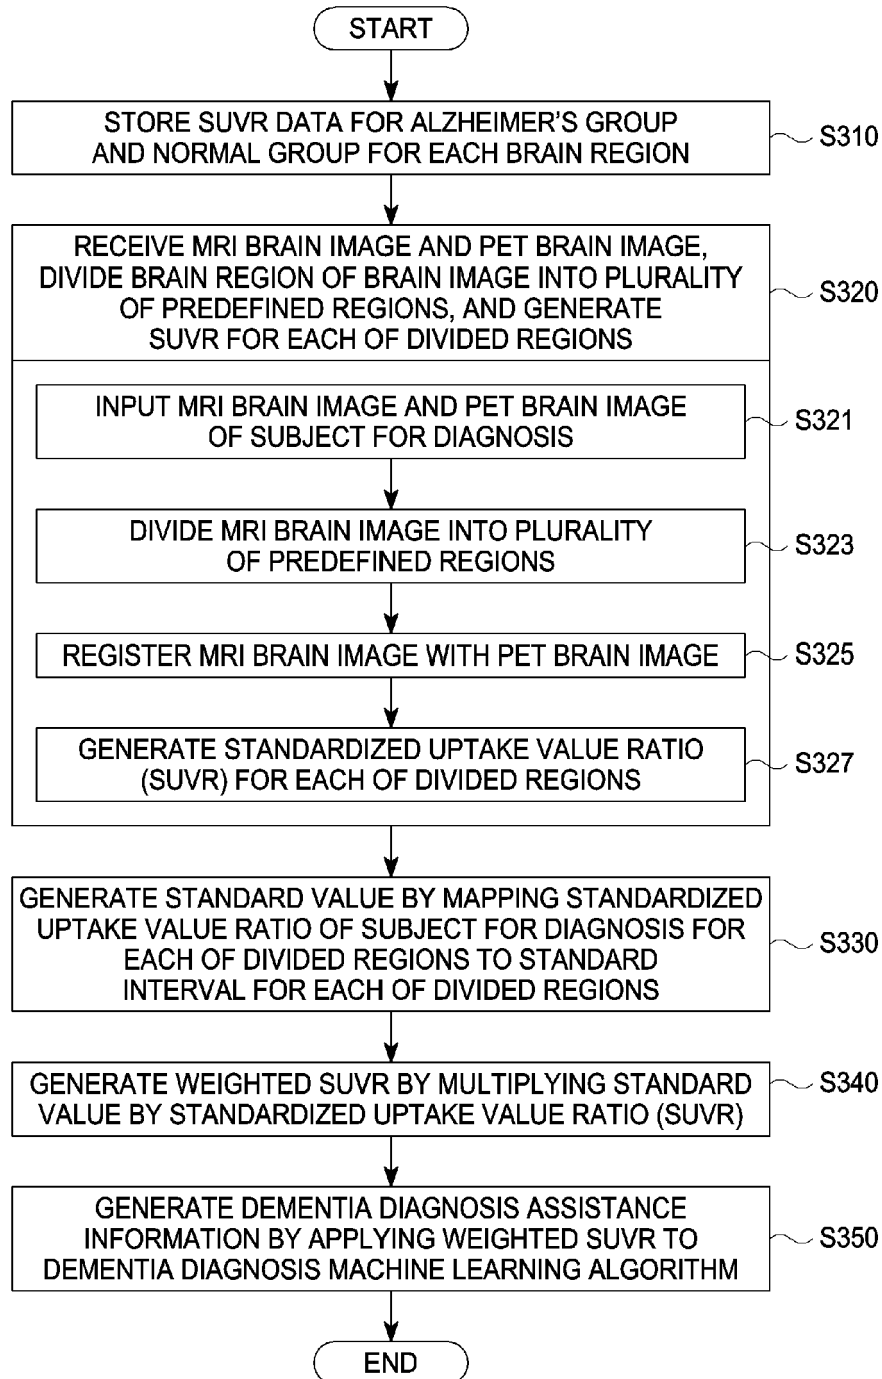 START
STORE SUVR DATA FOR ALZHEIMER'S GROUP
AND NORMAL GROUP FOR EACH BRAIN REGION
S310
RECEIVE MRI BRAIN IMAGE AND PET BRAIN IMAGE,
DIVIDE BRAIN REGION OF BRAIN IMAGE INTO PLURALITY
OF PREDEFINED REGIONS, AND GENERATE
SUVR FOR EACH OF DIVIDED REGIONS
S320
INPUT MRI BRAIN IMAGE AND PET BRAIN IMAGE
OF SUBJECT FOR DIAGNOSIS
S321
DIVIDE MRI BRAIN IMAGE INTO PLURALITY
OF PREDEFINED REGIONS
S323
REGISTER MRI BRAIN IMAGE WITH PET BRAIN IMAGE
S325
GENERATE STANDARDIZED UPTAKE VALUE RATIO
(SUVR) FOR EACH OF DIVIDED REGIONS
S327
GENERATE STANDARD VALUE BY MAPPING STANDARDIZED
UPTAKE VALUE RATIO OF SUBJECT FOR DIAGNOSIS FOR
EACH OF DIVIDED REGIONS TO STANDARD
INTERVAL FOR EACH OF DIVIDED REGIONS
S330
GENERATE WEIGHTED SUVR BY MULTIPLYING STANDARD
VALUE BY STANDARDIZED UPTAKE VALUE RATIO (SUVR)
S340
GENERATE DEMENTIA DIAGNOSIS ASSISTANCE
INFORMATION BY APPLYING WEIGHTED SUVR TO
DEMENTIA DIAGNOSIS MACHINE LEARNING ALGORITHM
S350
END